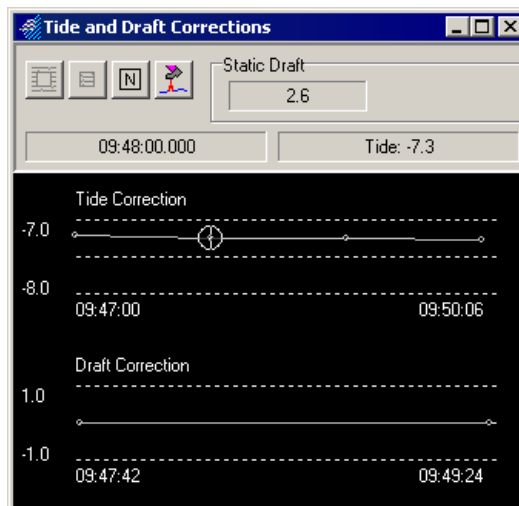 Tide and Draft Corrections
Static Draft
N
2.6
09:48:00.000
Tide: -7.3
Tide Correction
-7.0
-8.0
09:47:00
09:50:06
Draft Correction
1.0
-1.0
09:47:42
09:49:24